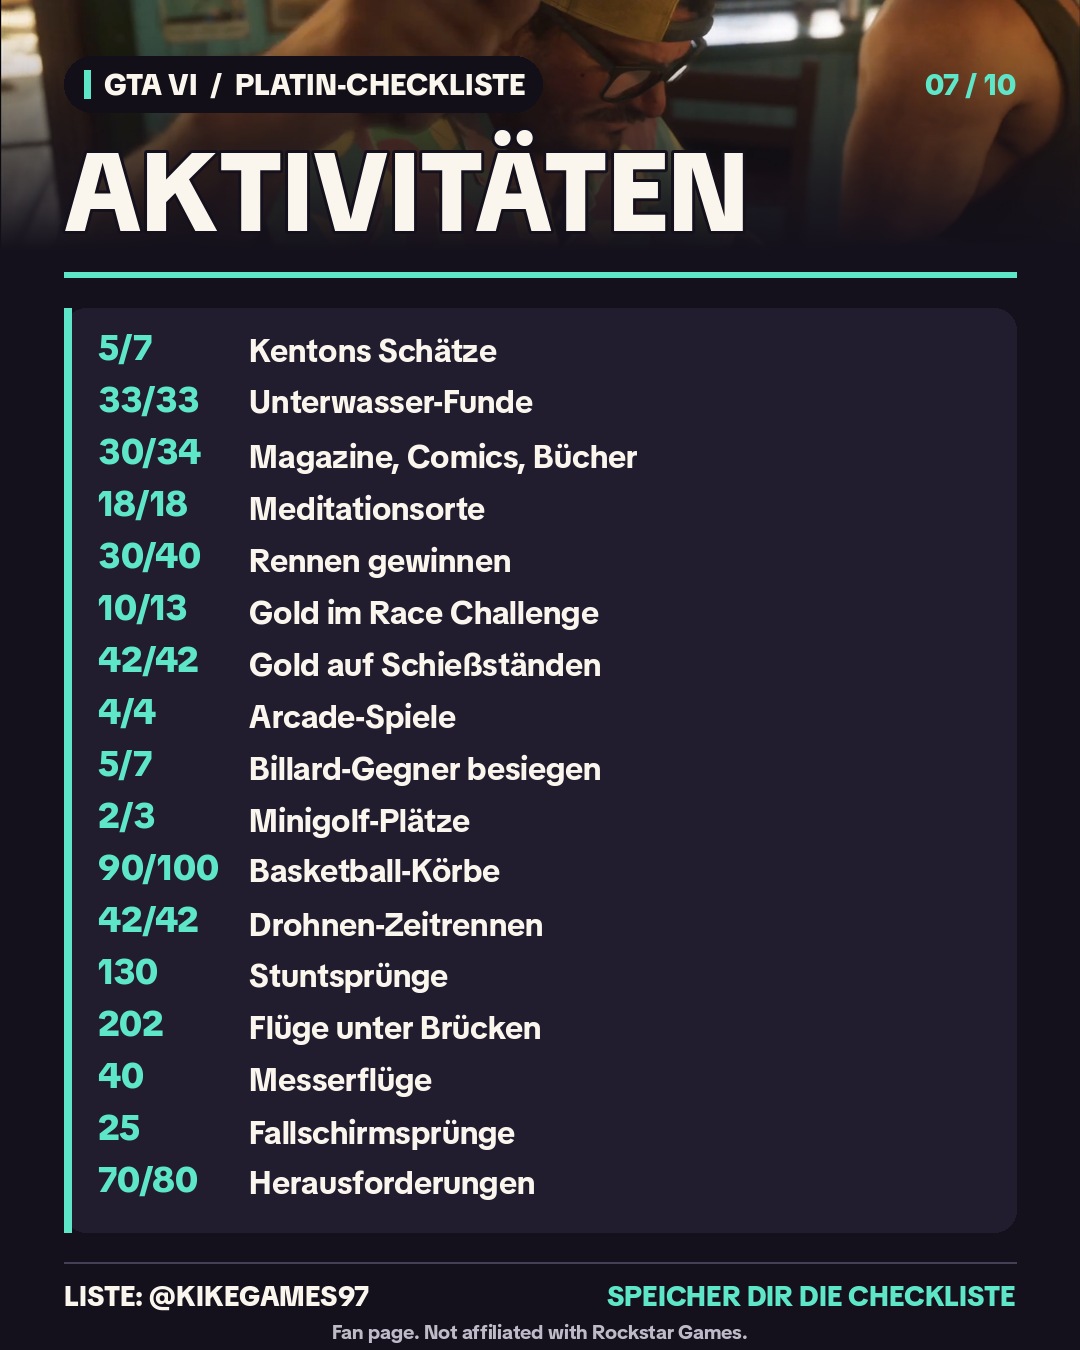 GTA VI / PLATIN-CHECKLISTE
07 / 10
AKTIVITÄTEN
5/7 Kentons Schätze
33/33 Unterwasser-Funde
30/34 Magazine, Comics, Bücher
18/18 Meditationsorte
30/40 Rennen gewinnen
10/13 Gold im Race Challenge
42/42 Gold auf Schießständen
4/4 Arcade-Spiele
5/7 Billard-Gegner besiegen
2/3 Minigolf-Plätze
90/100 Basketball-Körbe
42/42 Drohnen-Zeitrennen
130 Stuntsprünge
202 Flüge unter Brücken
40 Messerflüge
25 Fallschirmsprünge
70/80 Herausforderungen
LISTE: @KIKEGAMES97
SPEICHER DIR DIE CHECKLISTE
Fan page. Not affiliated with Rockstar Games.